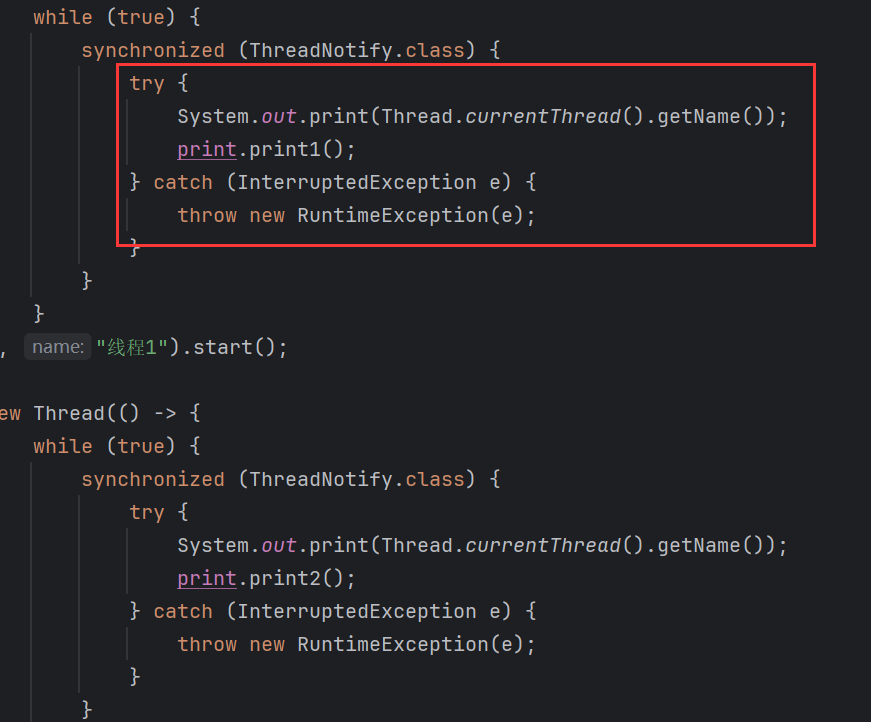 while (true) {
synchronized (ThreadNotify.class) {
try {
System.out.print(Thread.currentThread().getName());
print.print1();
} catch (InterruptedException e) {
throw new RuntimeException(e);
}
}
}
, name: "线程1").start();
ew Thread(() -> {
while (true) {
synchronized (ThreadNotify.class) {
try {
System.out.print(Thread.currentThread().getName());
print.print2();
} catch (InterruptedException e) {
throw new RuntimeException(e);
}
}